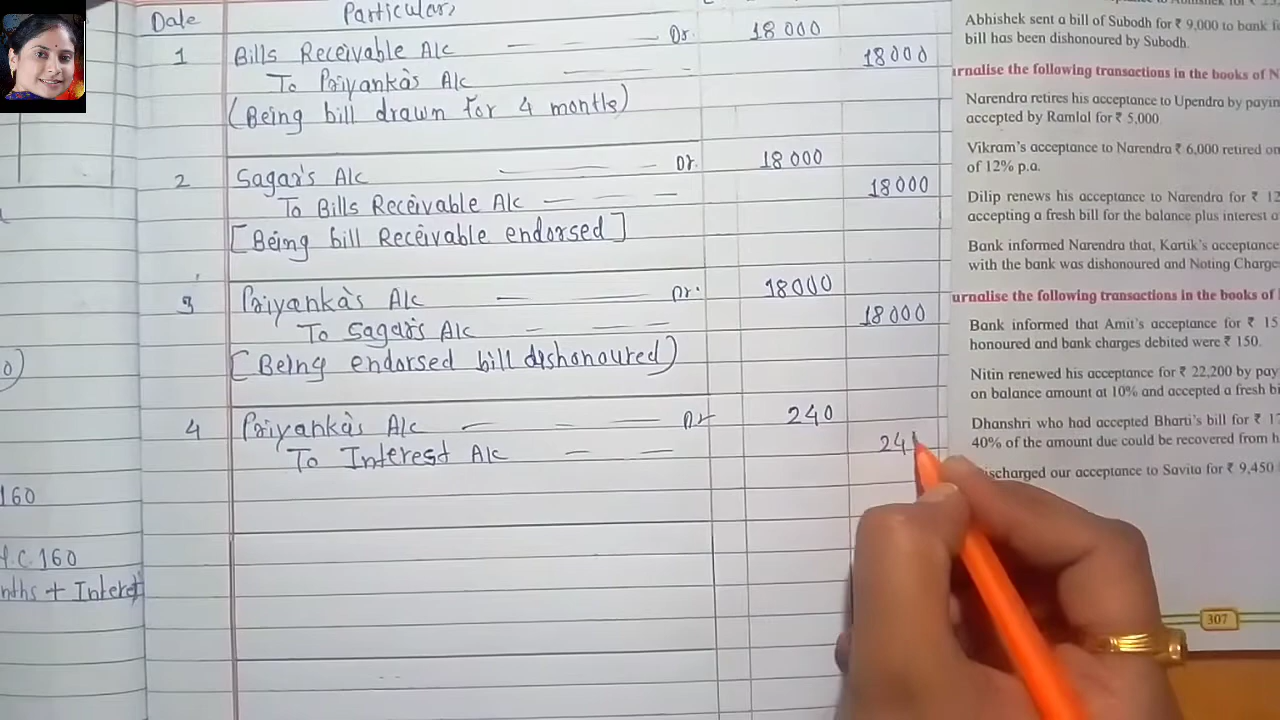 Date Particulars
1 Bills Receivable A/c — — — Dr. 18000
To Priyanka's A/c — — - 18000
(Being bill drawn for 4 months)
2 Sagar's A/c — — - Dr. 18000
To Bills Receivable A/c — — — 18000
[Being bill Receivable endorsed]
3 Priyanka's A/c — — Dr. 18000
To Sagar's A/c - — — 18000
(Being endorsed bill dishonoured)
4 Priyanka's A/c — - — Dr 240
To Interest A/c — — 24
0)
160
160
nths + Interest
Abhishek sent a bill of Subodh for ₹ 9,000 to bank
bill has been dishonoured by Subodh.
urnalise the following transactions in the books of N
Narendra retires his acceptance to Upendra by payin
accepted by Ramlal for ₹ 5,000
Vikram's acceptance to Narendra ₹ 6,000 retired on
of 12% p.a.
Dilip renews his acceptance to Narendra for ₹ 12
accepting a fresh bill for the balance plus interest
Bank informed Narendra that, Kartik's acceptance
with the bank was dishonoured and Noting Charge
urnalise the following transactions in the books of
Bank informed that Amit's acceptance for ₹ 15
honoured and bank charges debited were ₹ 150.
Nitin renewed his acceptance for ₹ 22,200 by pay
on balance amount at 10% and accepted a fresh bi
Dhanshri who had accepted Bharti's bill for ₹ 1
40% of the amount due could be recovered from h
ischarged our acceptance to Savita for ₹ 9,450
307